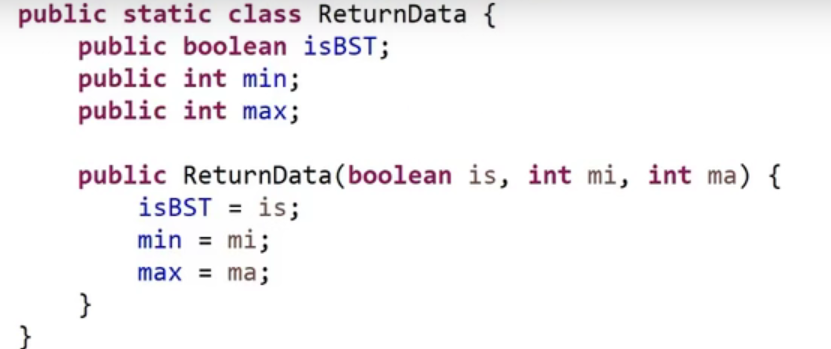 public static class ReturnData {
    public boolean isBST;
    public int min;
    public int max;

    public ReturnData(boolean is, int mi, int ma) {
        isBST = is;
        min = mi;
        max = ma;
    }
}